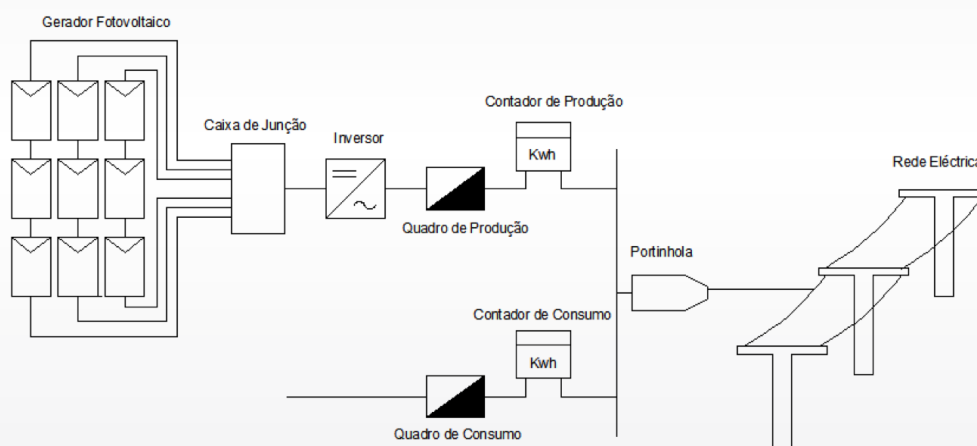 Gerador Fotovoltaico
Caixa de Junção
Inversor
Contador de Produção
Kwh
Quadro de Produção
Rede Eléctrica
Portinhola
Contador de Consumo
Kwh
Quadro de Consumo